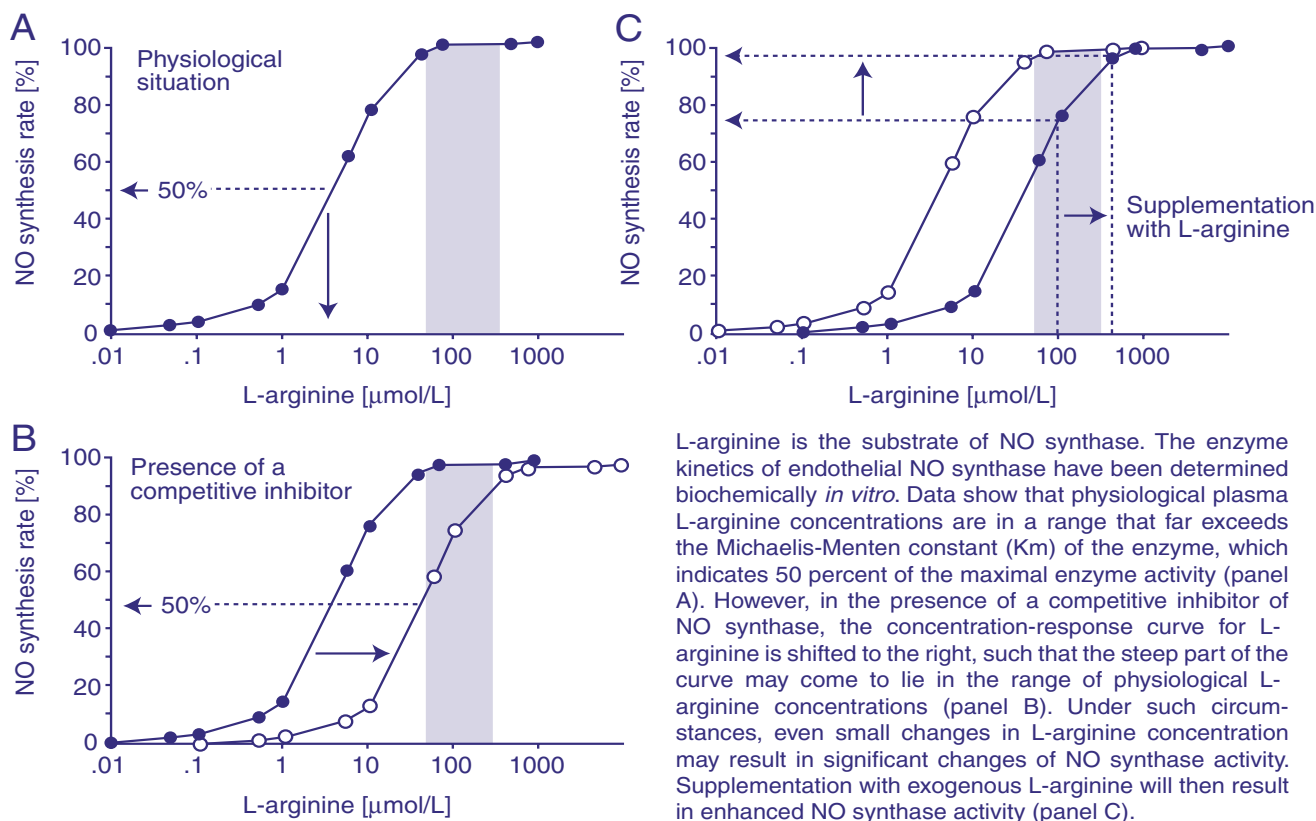 A
NO synthesis rate [%]
100
80
60
40
20
0
Physiological
situation
50%
.01 .1 1 10 100 1000
L-arginine [μmol/L]
B
NO synthesis rate [%]
100
80
60
40
20
0
Presence of a
competitive inhibitor
50%
.01 .1 1 10 100 1000
L-arginine [μmol/L]
C
NO synthesis rate [%]
100
80
60
40
20
0
Supplementation
with L-arginine
.01 .1 1 10 100 1000
L-arginine [μmol/L]
L-arginine is the substrate of NO synthase. The enzyme
kinetics of endothelial NO synthase have been determined
biochemically in vitro. Data show that physiological plasma
L-arginine concentrations are in a range that far exceeds
the Michaelis-Menten constant (Km) of the enzyme, which
indicates 50 percent of the maximal enzyme activity (panel
A). However, in the presence of a competitive inhibitor of
NO synthase, the concentration-response curve for L-
arginine is shifted to the right, such that the steep part of the
curve may come to lie in the range of physiological L-
arginine concentrations (panel B). Under such circum-
stances, even small changes in L-arginine concentration
may result in significant changes of NO synthase activity.
Supplementation with exogenous L-arginine will then result
in enhanced NO synthase activity (panel C).